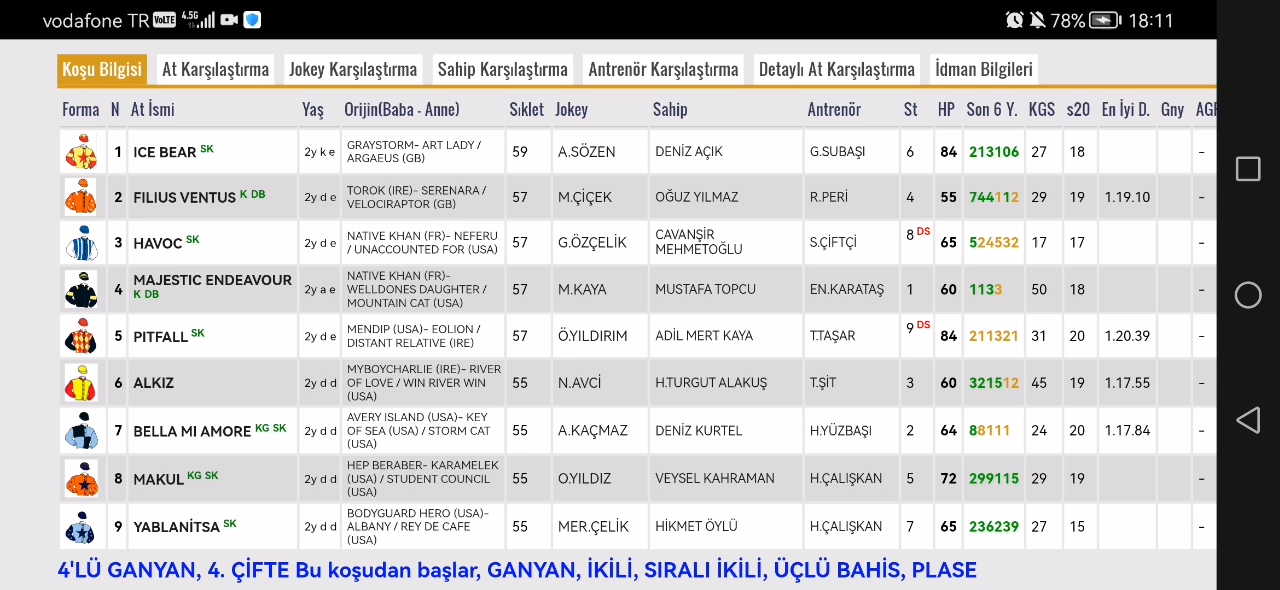 vodafone TR VoLTE 4.5G 78% 18:11
Koşu Bilgisi At Karşılaştırma Jokey Karşılaştırma Sahip Karşılaştırma Antrenör Karşılaştırma Detaylı At Karşılaştırma İdman Bilgileri
Forma N At İsmi Yaş Orijin(Baba - Anne) Sıklet Jokey Sahip Antrenör St HP Son 6 Y. KGS s20 En İyi D. Gny AGF
1 ICE BEAR SK 2y k e GRAYSTORM- ART LADY / ARGAEUS (GB) 59 A.SÖZEN DENİZ AÇIK G.SUBAŞI 6 84 213106 27 18 -
2 FILIUS VENTUS K DB 2y d e TOROK (IRE)- SERENARA / VELOCIRAPTOR (GB) 57 M.ÇİÇEK OĞUZ YILMAZ R.PERİ 4 55 744112 29 19 1.19.10 -
3 HAVOC SK 2y d e NATIVE KHAN (FR)- NEFERU / UNACCOUNTED FOR (USA) 57 G.ÖZÇELİK CAVANŞİR MEHMETOĞLU S.ÇİFTÇİ 8 DS 65 524532 17 17 -
4 MAJESTIC ENDEAVOUR K DB 2y a e NATIVE KHAN (FR)- WELLDONES DAUGHTER / MOUNTAIN CAT (USA) 57 M.KAYA MUSTAFA TOPCU EN.KARATAŞ 1 60 1133 50 18 -
5 PITFALL SK 2y d e MENDIP (USA)- EOLION / DISTANT RELATIVE (IRE) 57 Ö.YILDIRIM ADİL MERT KAYA T.TAŞAR 9 DS 84 211321 31 20 1.20.39 -
6 ALKIZ 2y d d MYBOYCHARLIE (IRE)- RIVER OF LOVE / WIN RIVER WIN (USA) 55 N.AVCİ H.TURGUT ALAKUŞ T.ŞİT 3 60 321512 45 19 1.17.55 -
7 BELLA MI AMORE KG SK 2y d d AVERY ISLAND (USA)- KEY OF SEA (USA) / STORM CAT (USA) 55 A.KAÇMAZ DENİZ KURTEL H.YÜZBAŞI 2 64 88111 24 20 1.17.84 -
8 MAKUL KG SK 2y d d HEP BERABER- KARAMELEK (USA) / STUDENT COUNCIL (USA) 55 O.YILDIZ VEYSEL KAHRAMAN H.ÇALIŞKAN 5 72 299115 29 19 -
9 YABLANİTSA SK 2y d d BODYGUARD HERO (USA)- ALBANY / REY DE CAFE (USA) 55 MER.ÇELİK HİKMET ÖYLÜ H.ÇALIŞKAN 7 65 236239 27 15 -
4'LÜ GANYAN, 4. ÇİFTE Bu koşudan başlar, GANYAN, İKİLİ, SIRALI İKİLİ, ÜÇLÜ BAHİS, PLASE